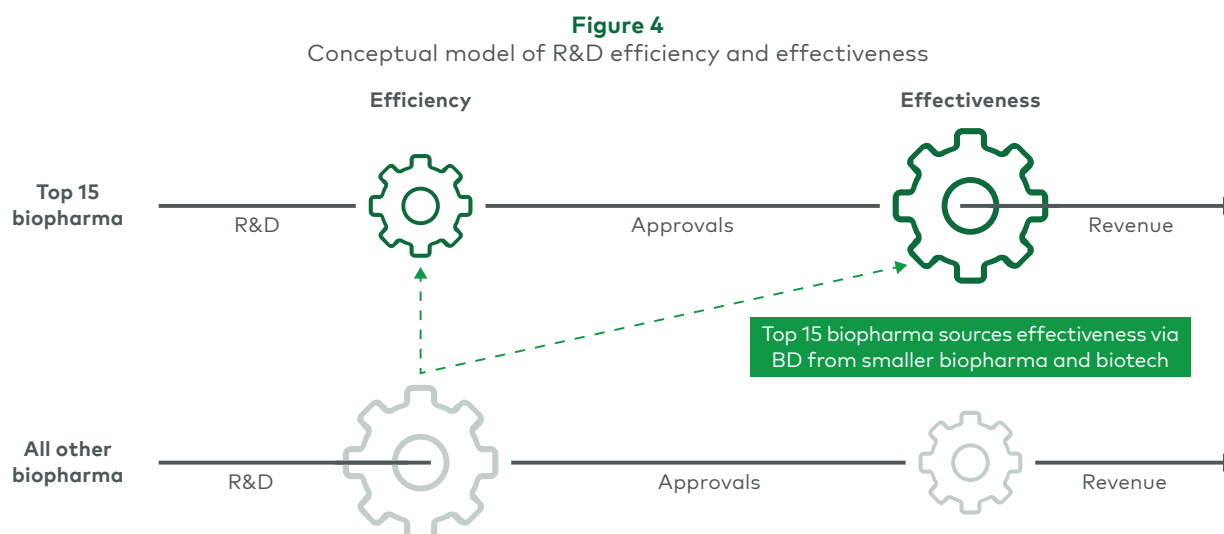 Figure 4
Conceptual model of R&D efficiency and effectiveness
Efficiency
Effectiveness
Top 15
biopharma
R&D
Approvals
Revenue
Top 15 biopharma sources effectiveness via
BD from smaller biopharma and biotech
All other
biopharma
R&D
Approvals
Revenue